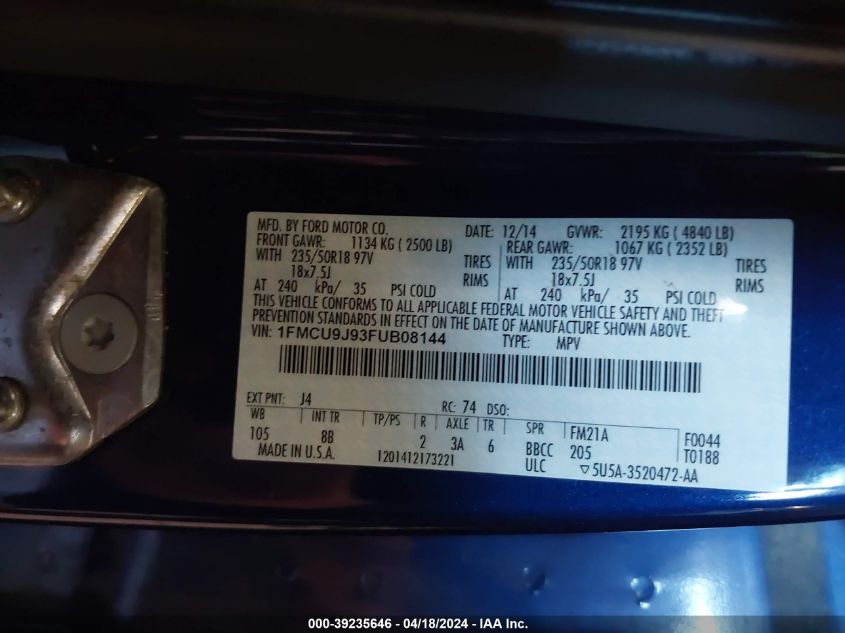 MFD. BY FORD MOTOR CO. DATE: 12/14 GVWR: 2195 KG ( 4840 LB)
FRONT GAWR: 1134 KG ( 2500 LB) REAR GAWR: 1067 KG ( 2352 LB)
WITH 235/50R18 97V TIRES WITH 235/50R18 97V TIRES
18x7.5J RIMS 18x7.5J RIMS
AT 240 kPa/ 35 PSI COLD AT 240 kPa/ 35 PSI COLD
THIS VEHICLE CONFORMS TO ALL APPLICABLE FEDERAL MOTOR VEHICLE SAFETY AND THEFT
PREVENTION STANDARDS IN EFFECT ON THE DATE OF MANUFACTURE SHOWN ABOVE.
VIN: 1FMCU9J93FUB08144 TYPE: MPV
EXT PNT: J4 RC: 74 DSO:
WB INT TR TP/PS R AXLE TR SPR FM21A F0044
105 8B 2 3A 6 BBCC 205 T0188
MADE IN U.S.A. 1201412173221 ULC ▽5U5A-3520472-AA
000-39235646 - 04/18/2024 - IAA Inc.